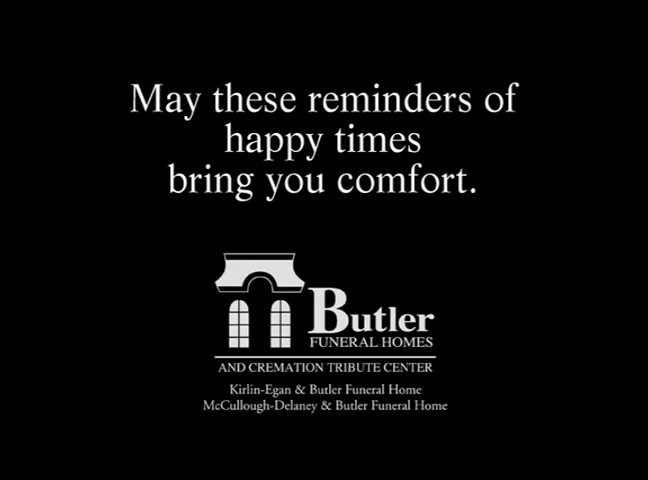 May these reminders of
happy times
bring you comfort.
Butler
FUNERAL HOMES
AND CREMATION TRIBUTE CENTER
Kirlin-Egan & Butler Funeral Home
McCullough-Delaney & Butler Funeral Home